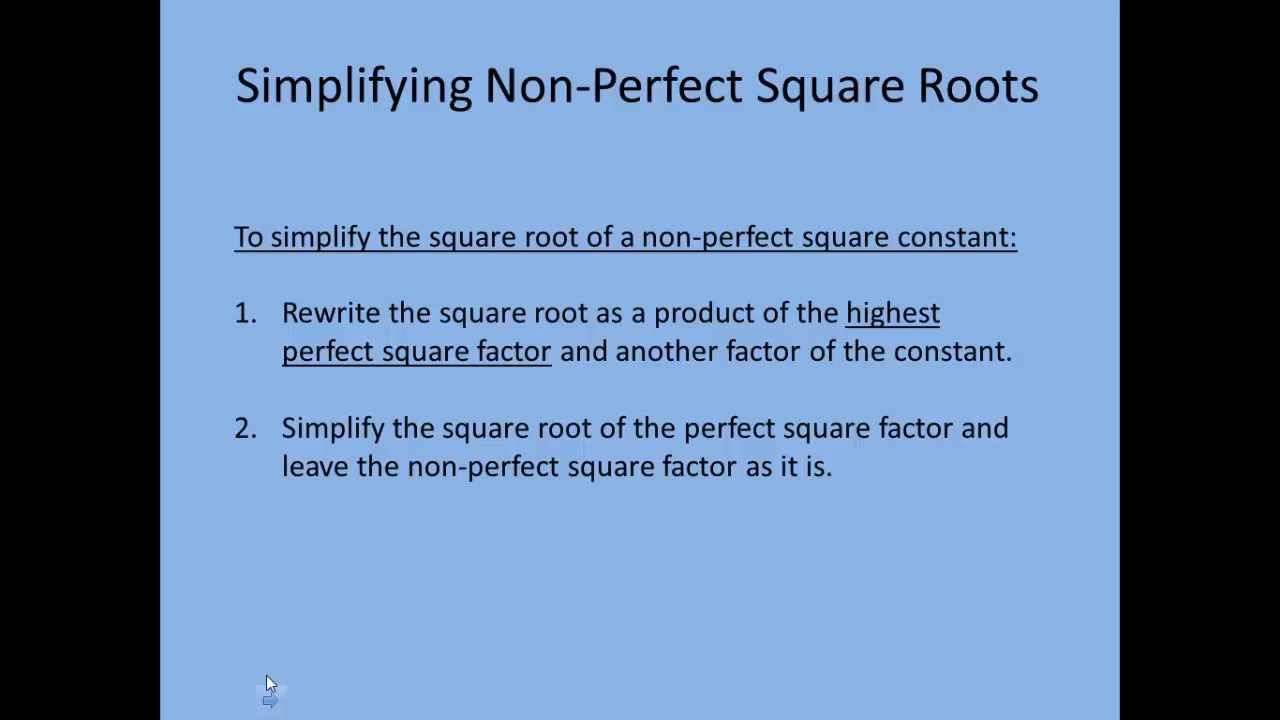 Simplifying Non-Perfect Square Roots
To simplify the square root of a non-perfect square constant:
1. Rewrite the square root as a product of the highest
perfect square factor and another factor of the constant.
2. Simplify the square root of the perfect square factor and
leave the non-perfect square factor as it is.